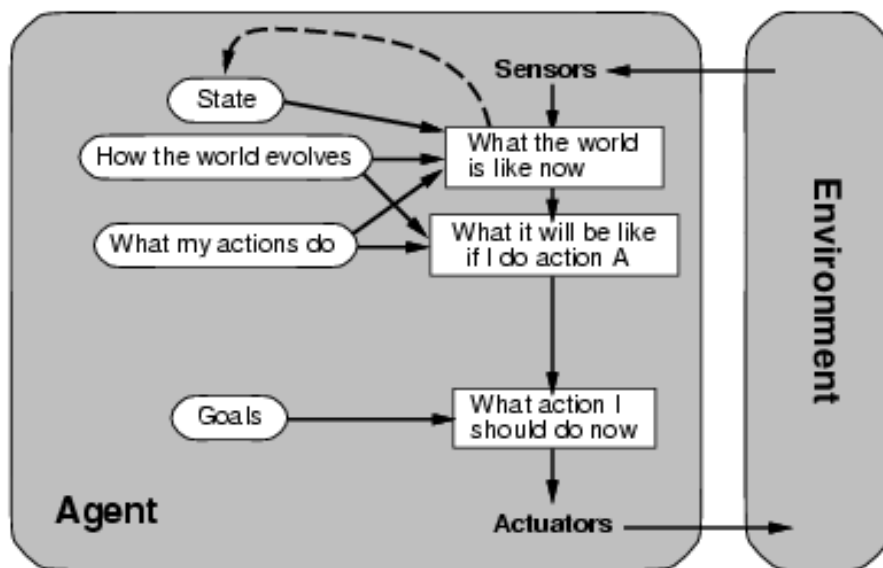 Sensors
State
What the world
is like now
How the world evolves
What my actions do
What it will be like
if I do action A
Goals
What action I
should do now
Agent
Actuators
Environment